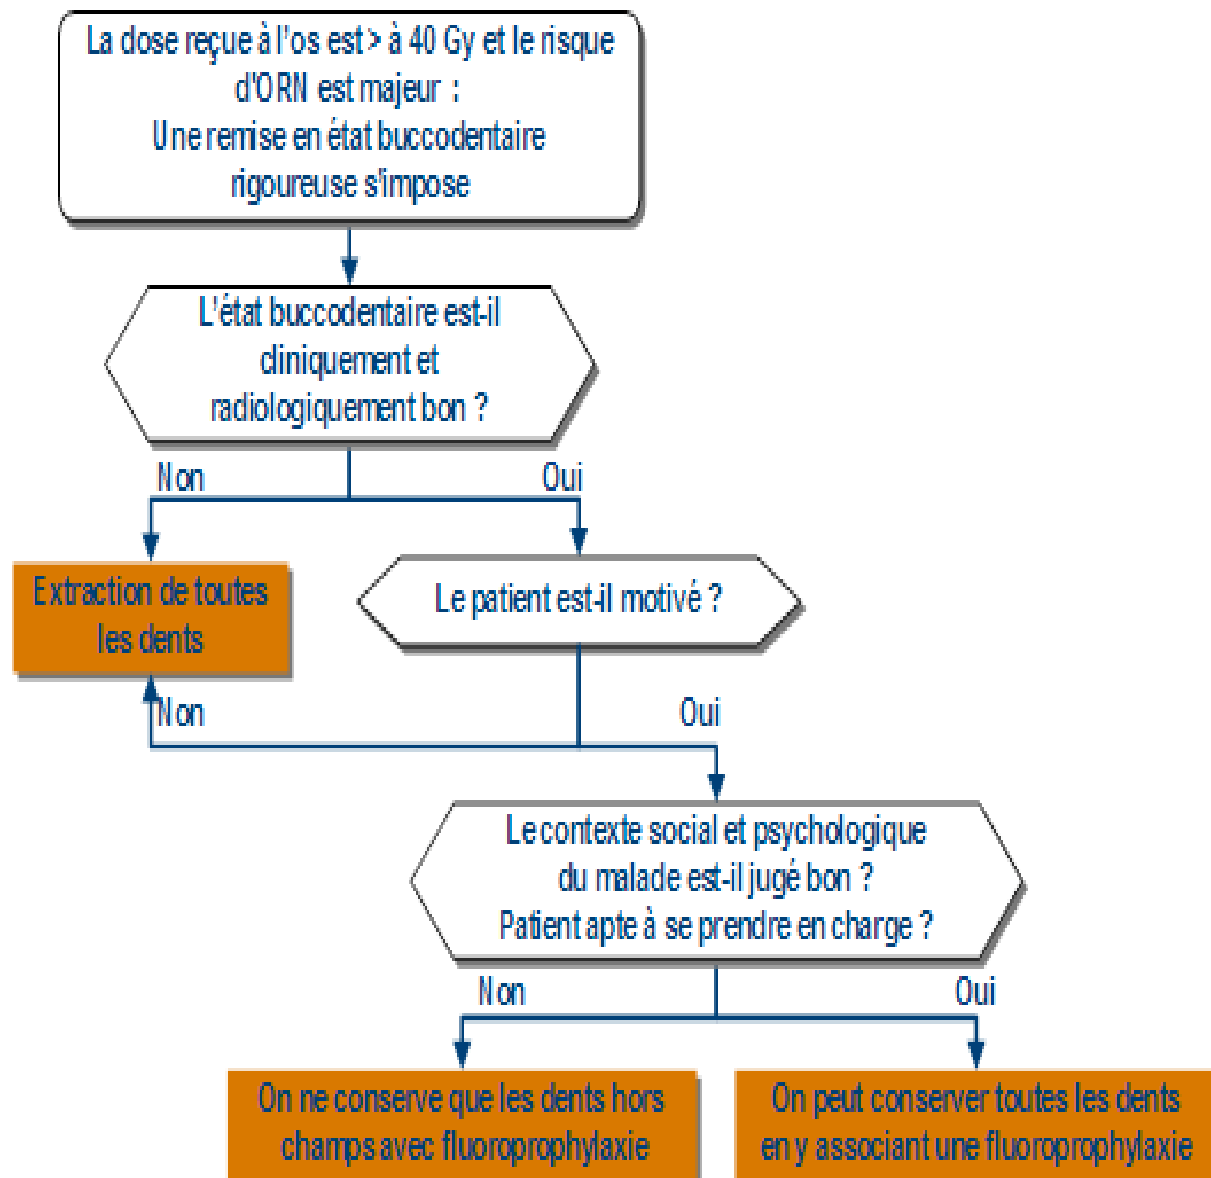 La dose reçue à l'os est > à 40 Gy et le risque
d'ORN est majeur :
Une remise en état buccodentaire
rigoureuse s'impose
L'état buccodentaire est-il
cliniquement et
radiologiquement bon ?
Non
Oui
Extraction de toutes
les dents
Le patient est-il motivé ?
Non
Oui
Le contexte social et psychologique
du malade est-il jugé bon ?
Patient apte à se prendre en charge ?
Non
Oui
On ne conserve que les dents hors
champs avec fluoroprophylaxie
On peut conserver toutes les dents
en y associant une fluoroprophylaxie